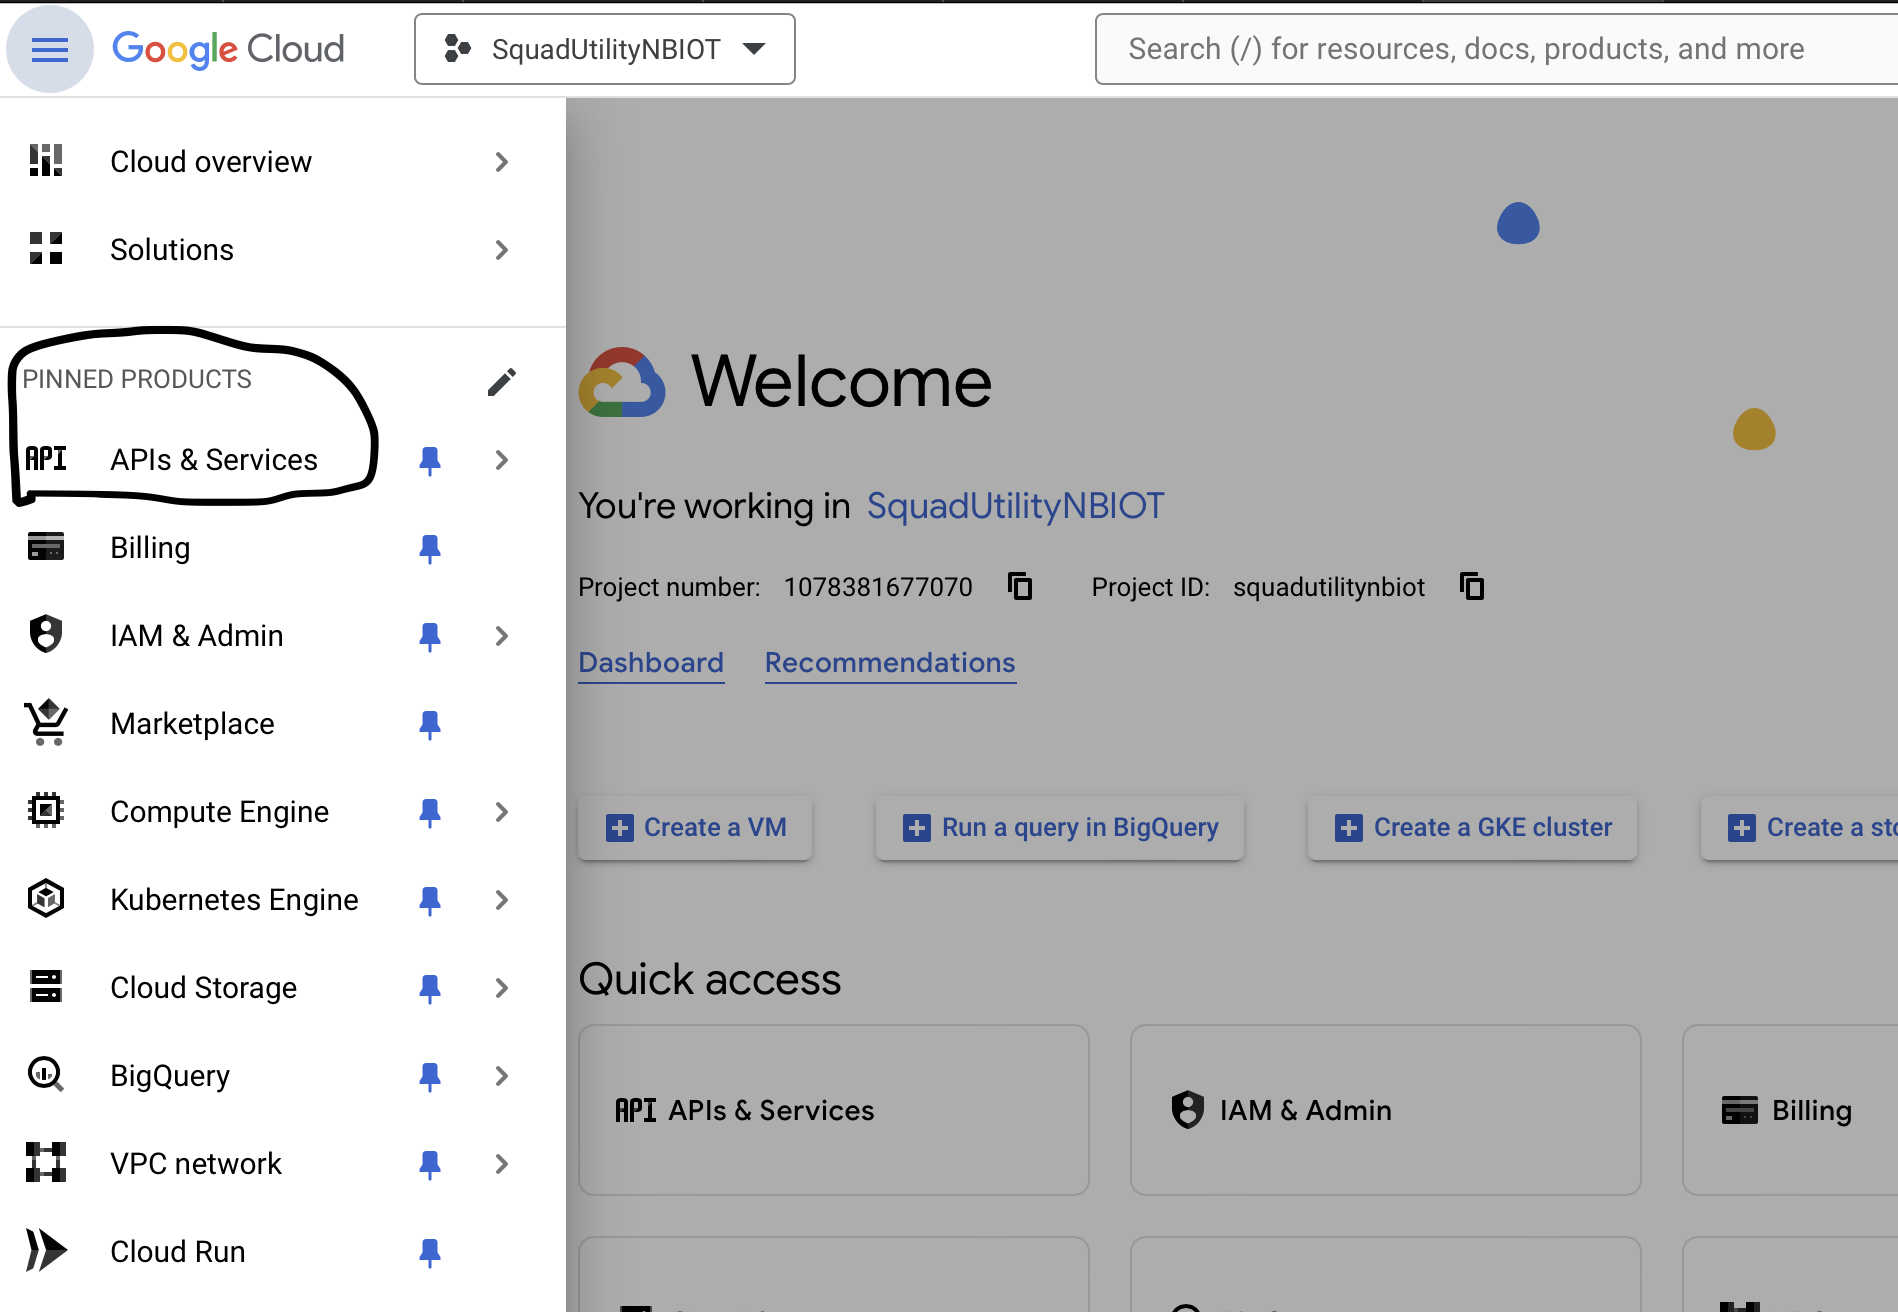 Google Cloud
SquadUtilityNBIOT
Search (/) for resources, docs, products, and more
Cloud overview
Solutions
PINNED PRODUCTS
API APIs & Services
Billing
IAM & Admin
Marketplace
Compute Engine
Kubernetes Engine
Cloud Storage
BigQuery
VPC network
Cloud Run
Welcome
You're working in SquadUtilityNBIOT
Project number: 1078381677070 Project ID: squadutilitynbiot
Dashboard Recommendations
Create a VM Run a query in BigQuery Create a GKE cluster Create a
Quick access
API APIs & Services IAM & Admin Billing